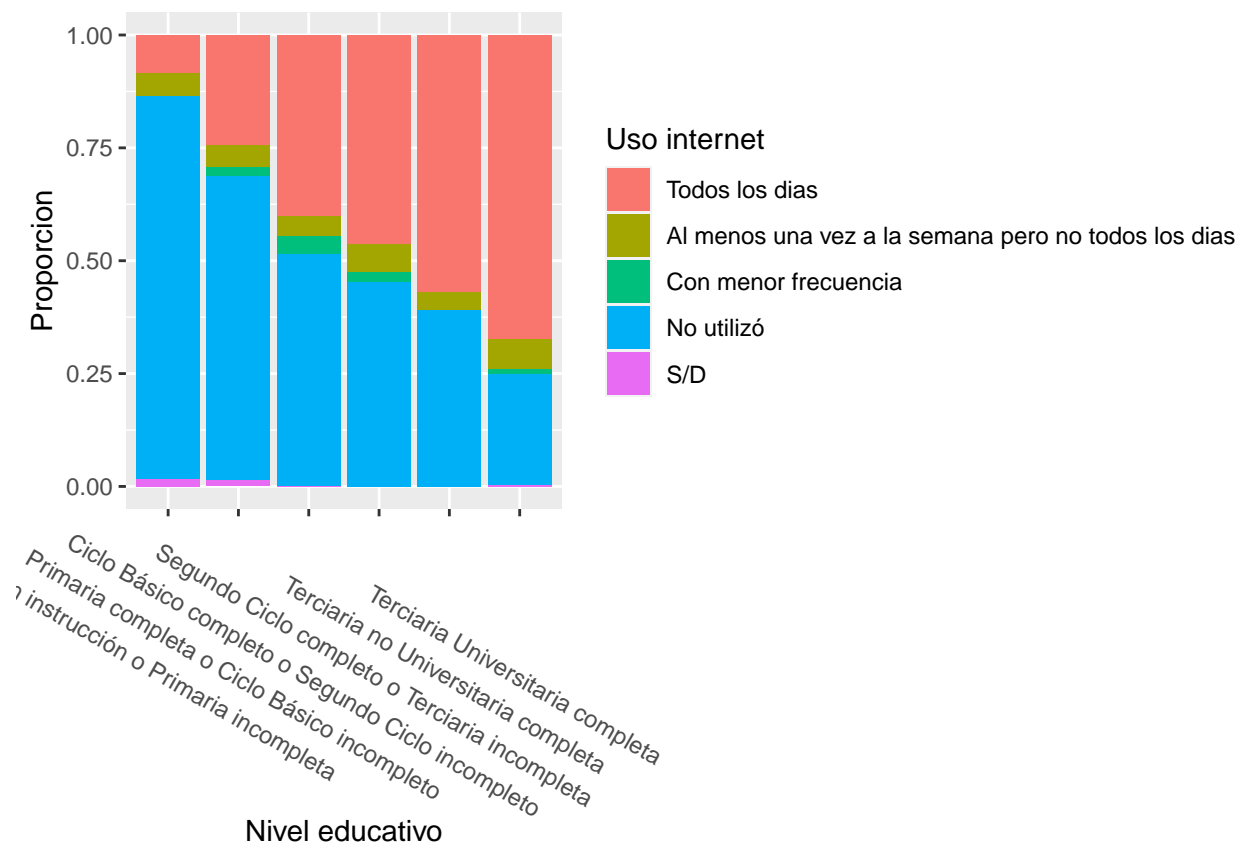 1.00
0.75
0.50
0.25
0.00
Proporcion
instrucción o Primaria incompleta
Primaria completa o Ciclo Básico incompleto
Ciclo Básico completo o Segundo Ciclo incompleto
Segundo Ciclo completo o Terciaria incompleta
Terciaria no Universitaria completa
Terciaria Universitaria completa
Nivel educativo
Uso internet
Todos los dias
Al menos una vez a la semana pero no todos los dias
Con menor frecuencia
No utilizó
S/D